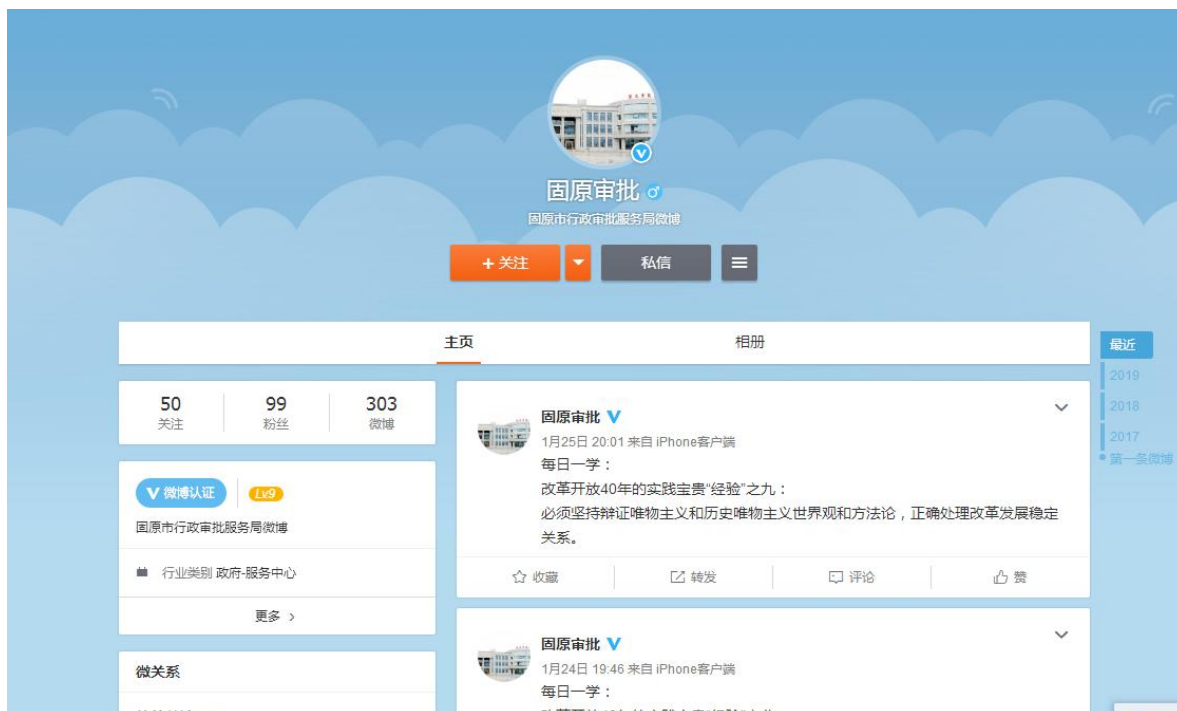 固原审批
固原市行政审批服务局微博
+ 关注
私信
主页
相册
最近
2019
2018
2017
第一条微博
50
关注
99
粉丝
303
微博
V 微博认证
Lv9
固原市行政审批服务局微博
行业类别 政府-服务中心
更多 >
微关系
固原审批 V
1月25日 20:01 来自 iPhone客户端
每日一学：
改革开放40年的实践宝贵“经验”之九：
必须坚持辩证唯物主义和历史唯物主义世界观和方法论，正确处理改革发展稳定
关系。
收藏
转发
评论
赞
固原审批 V
1月24日 19:46 来自 iPhone客户端
每日一学：